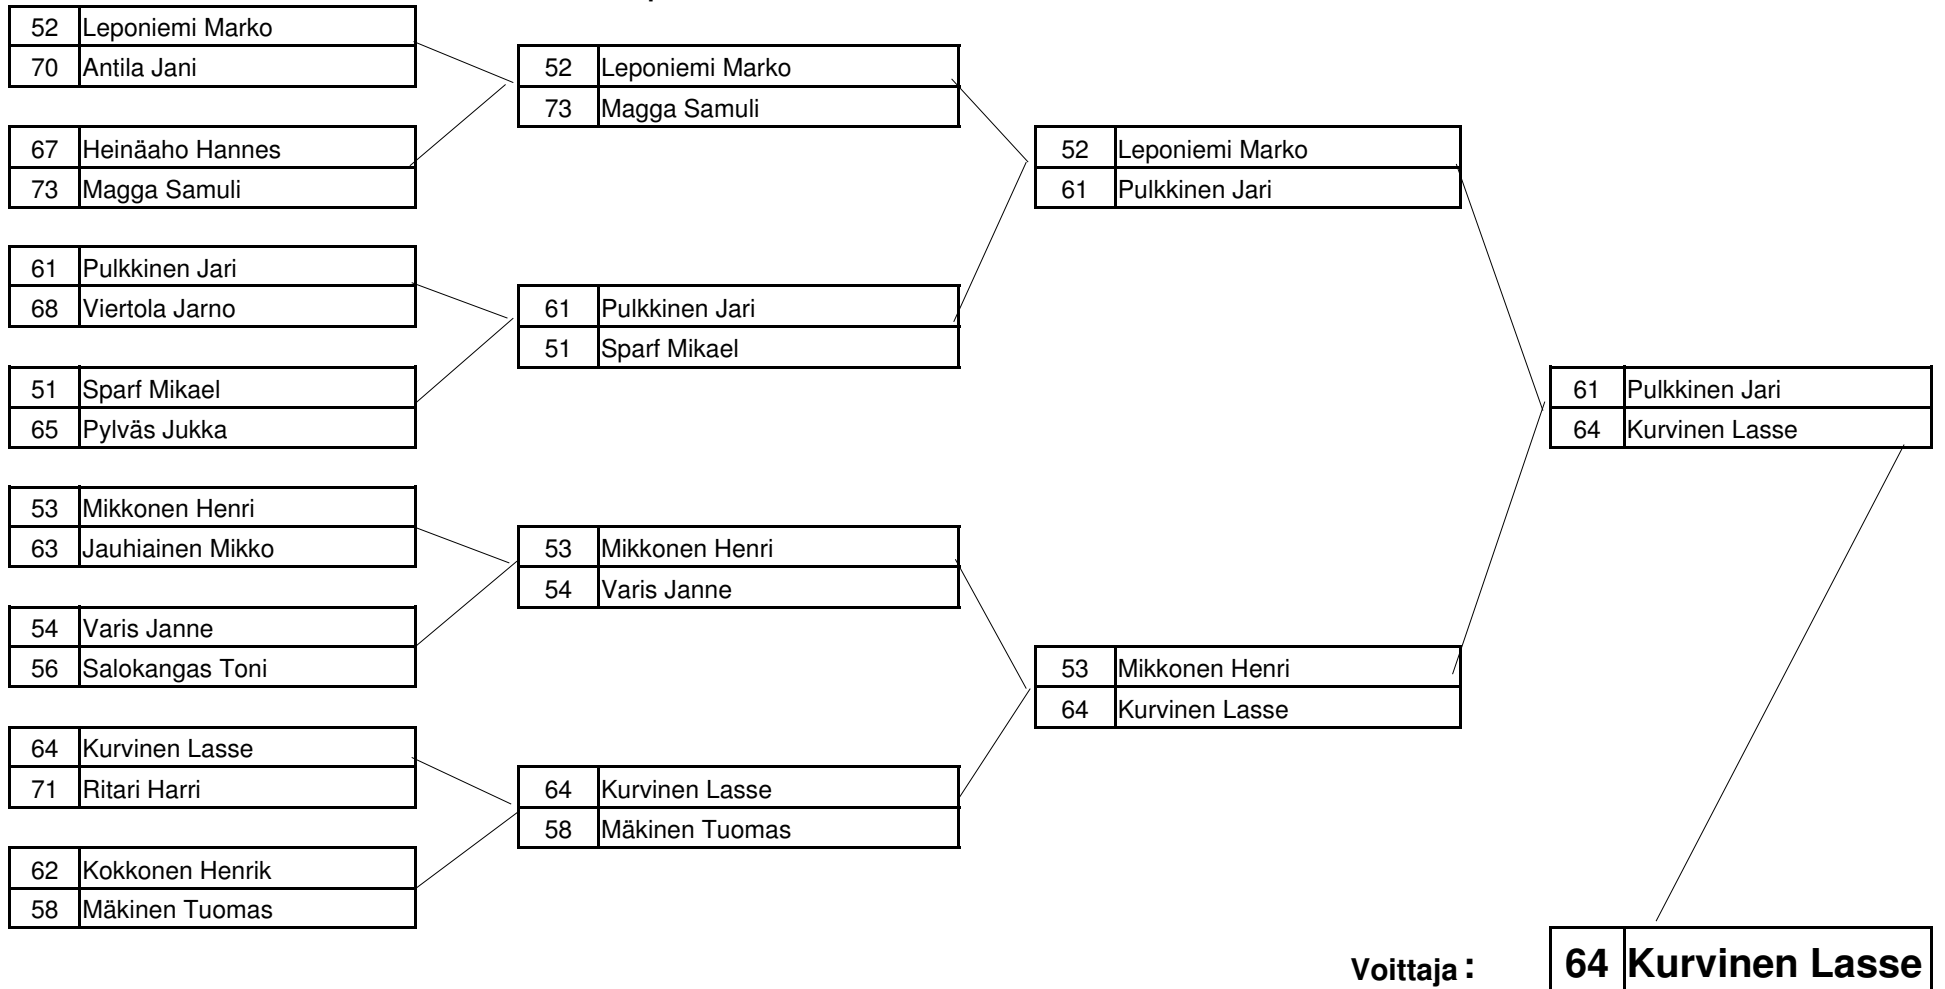 52 Leponiemi Marko
70 Antila Jani
67 Heinäaho Hannes
73 Magga Samuli
61 Pulkkinen Jari
68 Viertola Jarno
51 Sparf Mikael
65 Pylväs Jukka
53 Mikkonen Henri
63 Jauhiainen Mikko
54 Varis Janne
56 Salokangas Toni
64 Kurvinen Lasse
71 Ritari Harri
62 Kokkonen Henrik
58 Mäkinen Tuomas
52 Leponiemi Marko
73 Magga Samuli
61 Pulkkinen Jari
51 Sparf Mikael
53 Mikkonen Henri
54 Varis Janne
64 Kurvinen Lasse
58 Mäkinen Tuomas
52 Leponiemi Marko
61 Pulkkinen Jari
53 Mikkonen Henri
64 Kurvinen Lasse
61 Pulkkinen Jari
64 Kurvinen Lasse
Voittaja : 64 Kurvinen Lasse